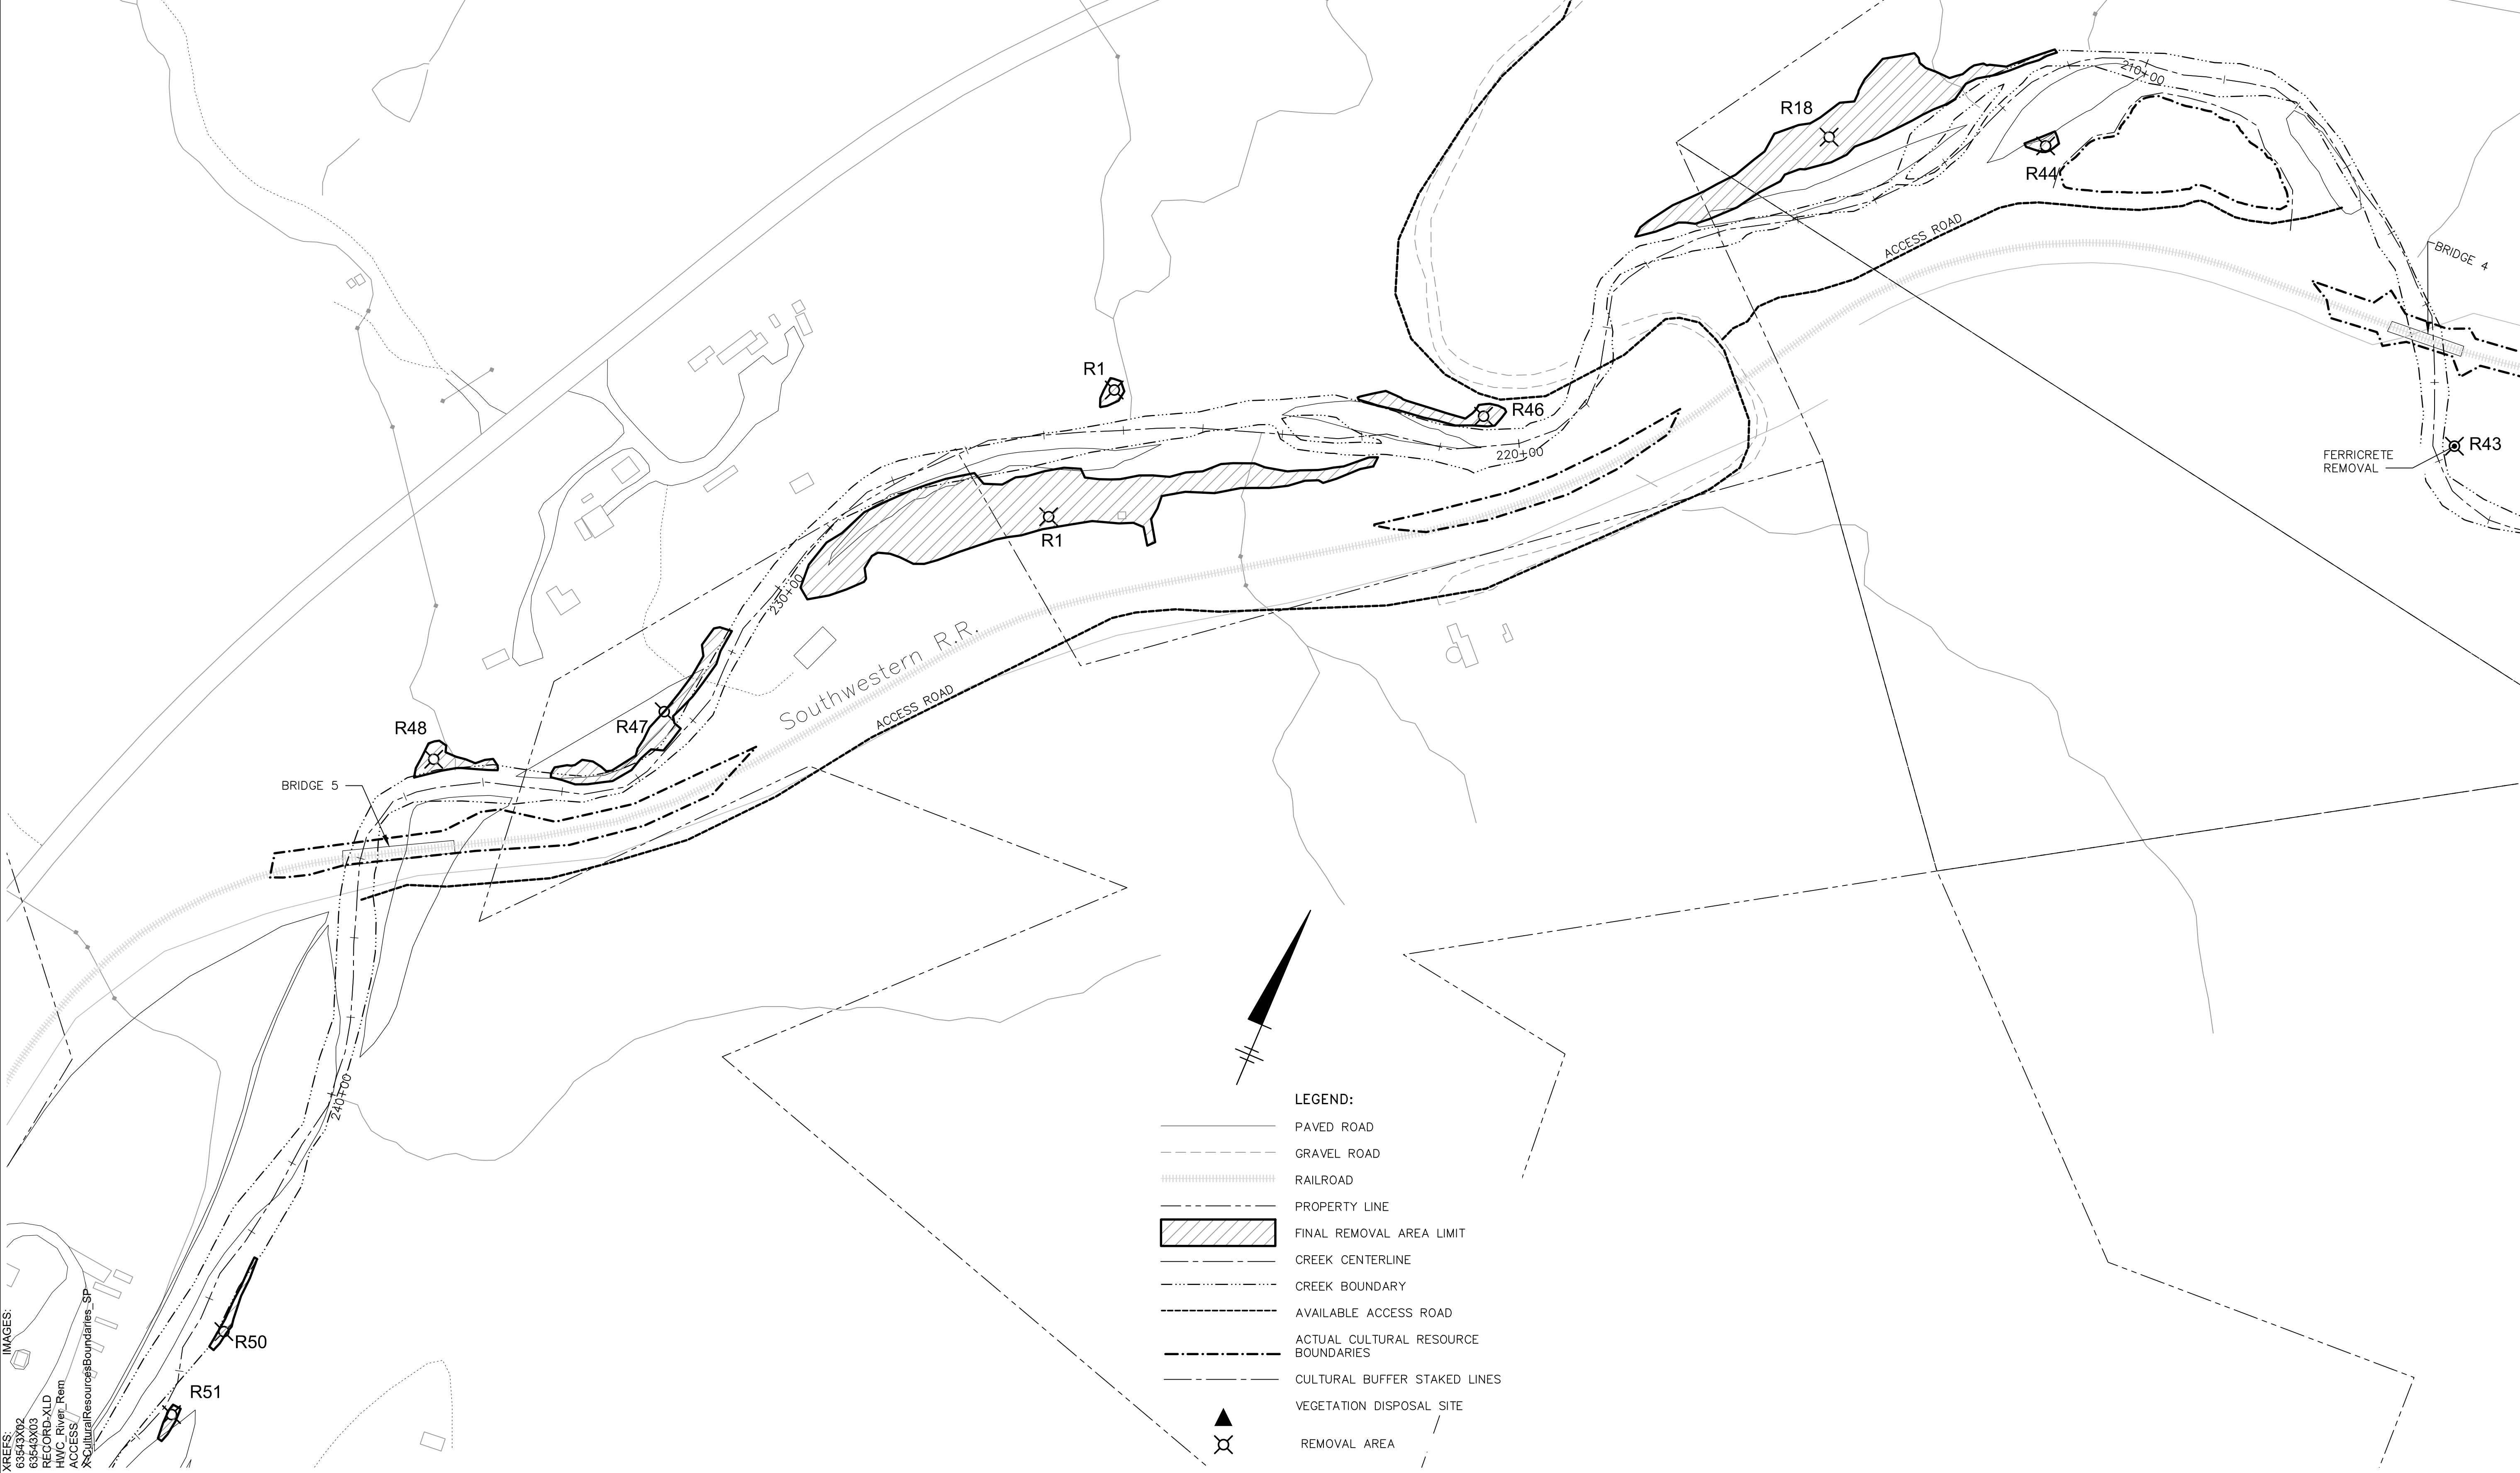 R18
210+00
R44
ACCESS ROAD
BRIDGE 4
R1
R46
220+00
R43
FERRICRETE
REMOVAL
R1
230+00
Southwestern R.R.
ACCESS ROAD
R47
R48
BRIDGE 5
240+00
R50
R51
LEGEND:
PAVED ROAD
GRAVEL ROAD
RAILROAD
PROPERTY LINE
FINAL REMOVAL AREA LIMIT
CREEK CENTERLINE
CREEK BOUNDARY
AVAILABLE ACCESS ROAD
ACTUAL CULTURAL RESOURCE
BOUNDARIES
CULTURAL BUFFER STAKED LINES
VEGETATION DISPOSAL SITE
REMOVAL AREA
XREFS: IMAGES:
63543X02
63543X03
RECORD-XLD
HWC_River_Rem
ACCESS
X-CulturalResourcesBoundaries_SP